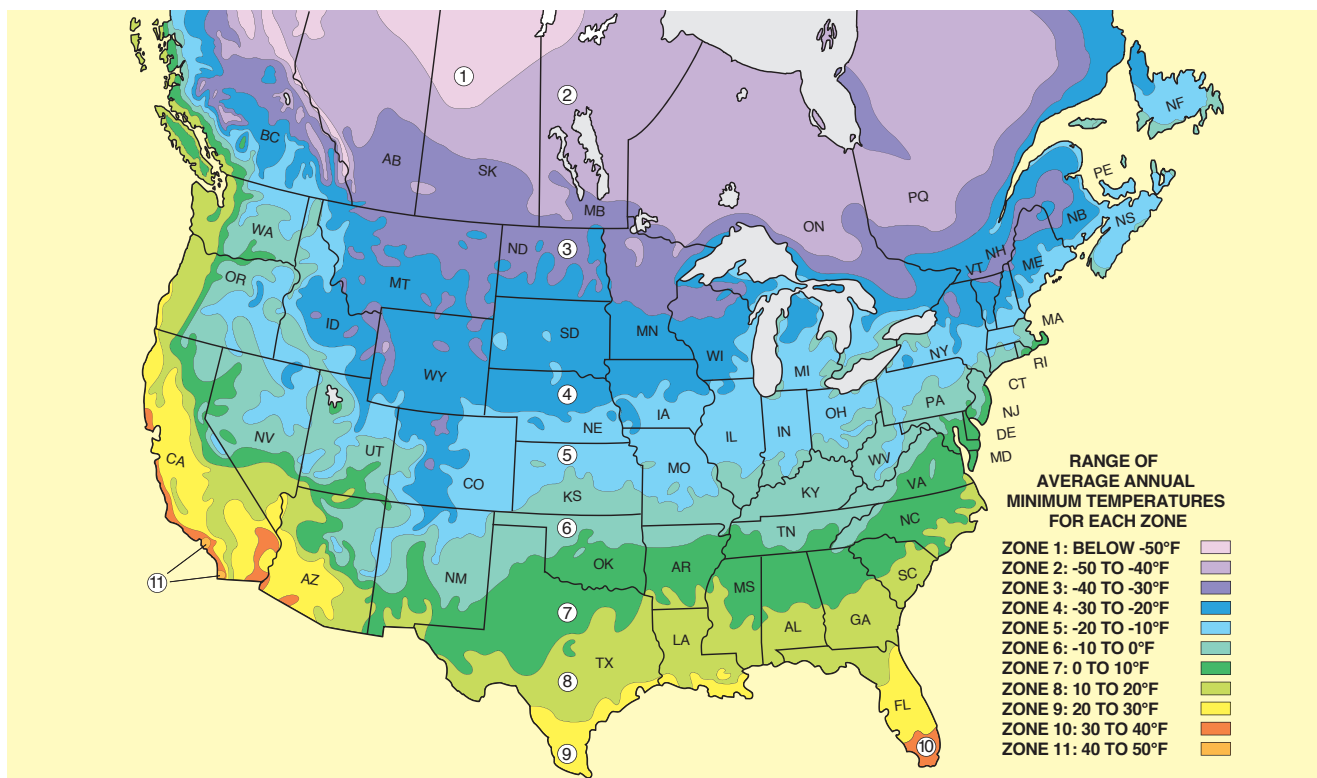 1
2
NF
BC
AB
SK
PE
PQ
MB
NB
NS
ON
WA
ND
3
NH
VT
ME
OR
MT
ID
SD
MN
MA
WI
NY
RI
MI
WY
CT
4
PA
IA
OH
NJ
NE
NV
IL
IN
DE
UT
5
CA
MO
WV
MD
CO
VA
KS
KY
NC
6
TN
OK
AR
11
AZ
NM
SC
MS
7
GA
AL
LA
TX
8
FL
10
9
RANGE OF
AVERAGE ANNUAL
MINIMUM TEMPERATURES
FOR EACH ZONE
ZONE 1: BELOW -50°F
ZONE 2: -50 TO -40°F
ZONE 3: -40 TO -30°F
ZONE 4: -30 TO -20°F
ZONE 5: -20 TO -10°F
ZONE 6: -10 TO 0°F
ZONE 7: 0 TO 10°F
ZONE 8: 10 TO 20°F
ZONE 9: 20 TO 30°F
ZONE 10: 30 TO 40°F
ZONE 11: 40 TO 50°F